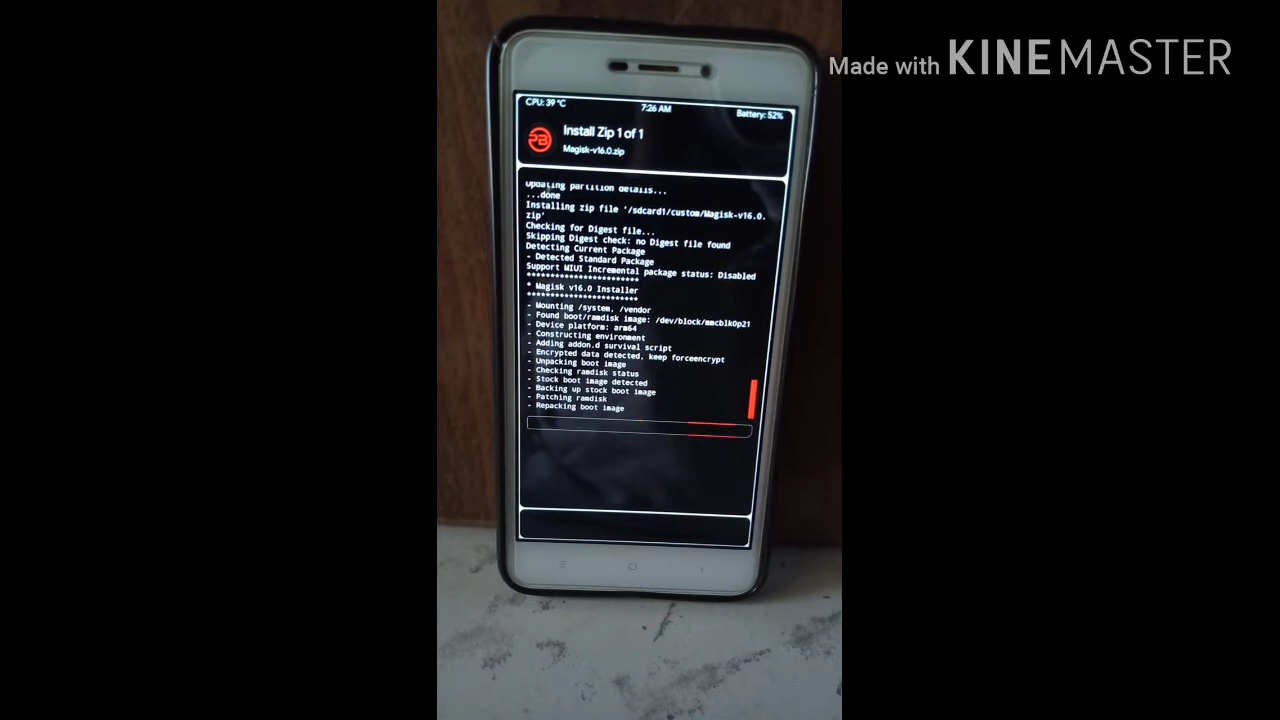 Made with KINEMASTER
CPU: 39 °C
7:26 AM
Battery: 52%
Install Zip 1 of 1
Magisk-v16.0.zip
Updating partition details...
...done
Installing zip file '/sdcard1/custom/Magisk-v16.0.
zip'
Checking for Digest file...
Skipping Digest check: no Digest file found
Detecting Current Package
- Detected Standard Package
Support MIUI Incremental package status: Disabled
************************
* Magisk v16.0 Installer
************************
- Mounting /system, /vendor
- Found boot/ramdisk image: /dev/block/mmcblk0p21
- Device platform: arm64
- Constructing environment
- Adding addon.d survival script
- Encrypted data detected, keep forceencrypt
- Unpacking boot image
- Checking ramdisk status
- Stock boot image detected
- Backing up stock boot image
- Patching ramdisk
- Repacking boot image